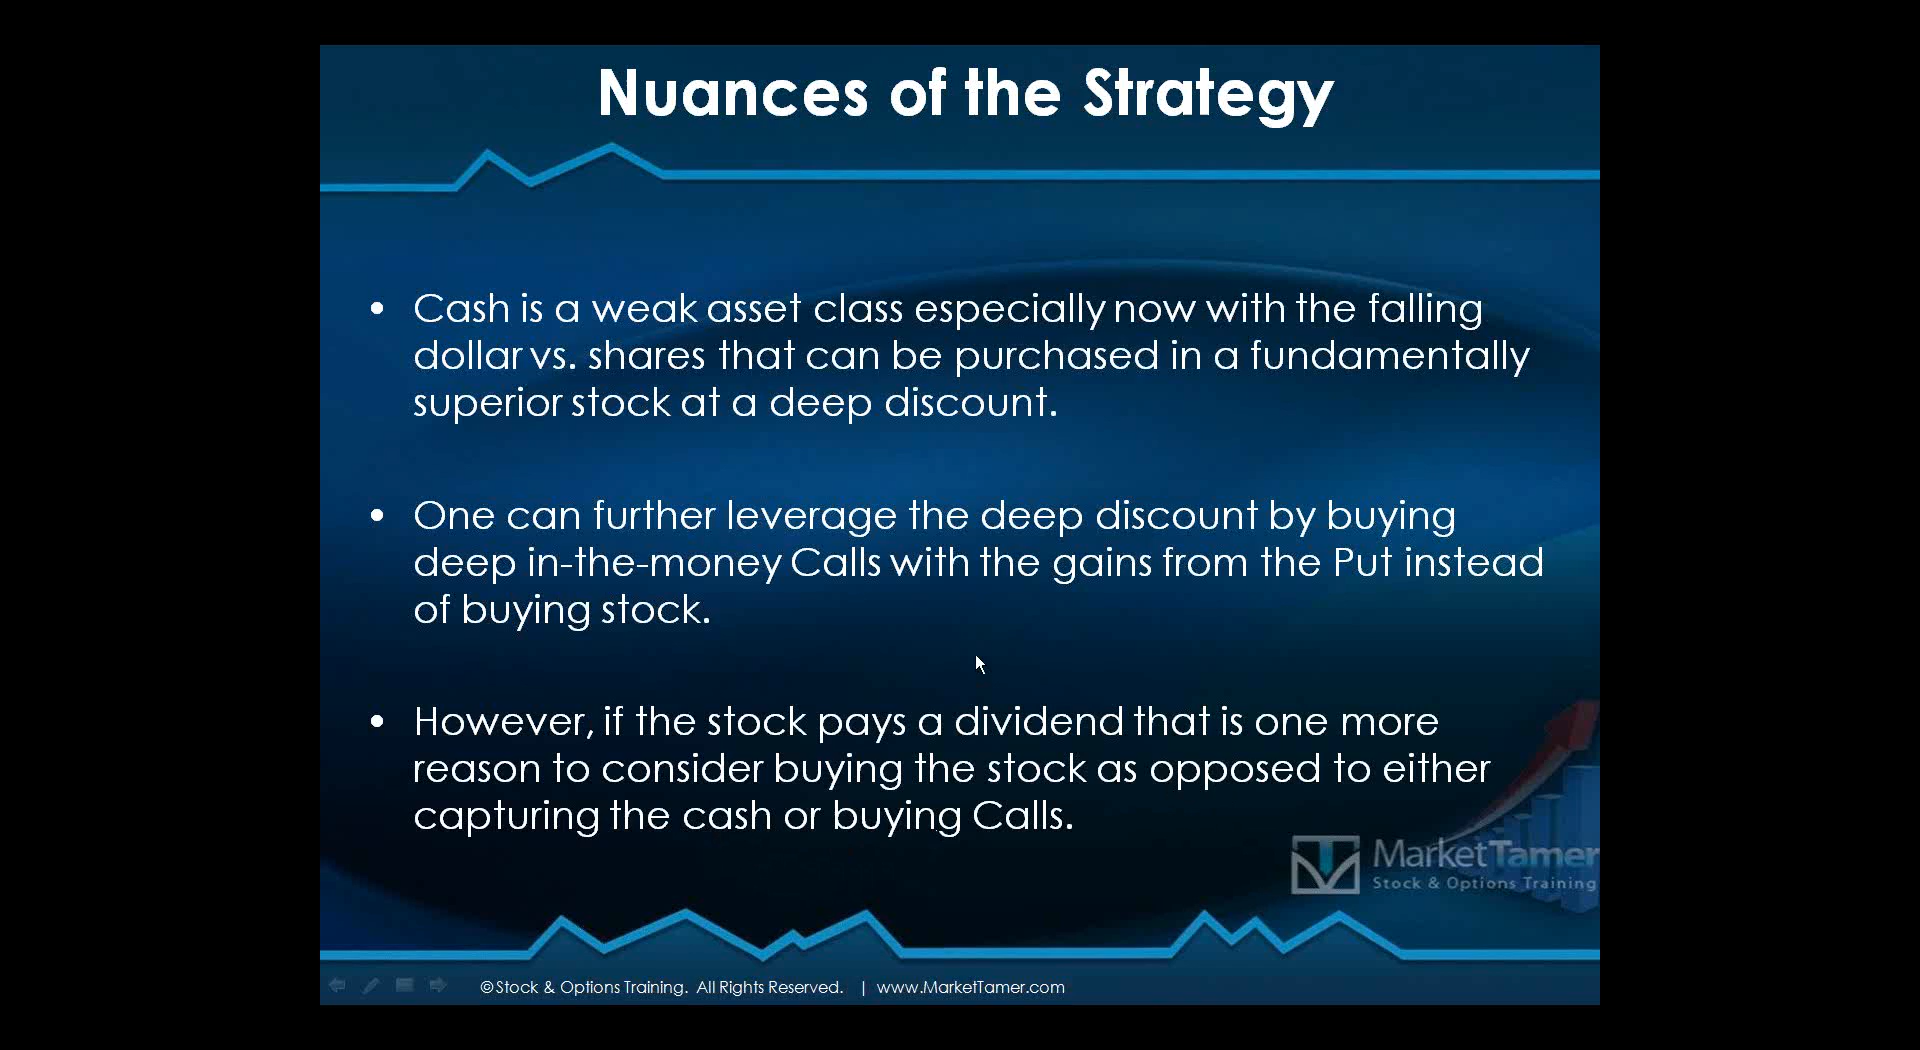 Nuances of the Strategy
• Cash is a weak asset class especially now with the falling
dollar vs. shares that can be purchased in a fundamentally
superior stock at a deep discount.
• One can further leverage the deep discount by buying
deep in-the-money Calls with the gains from the Put instead
of buying stock.
• However, if the stock pays a dividend that is one more
reason to consider buying the stock as opposed to either
capturing the cash or buying Calls.
MarketTamer
Stock & Options Training
©Stock & Options Training. All Rights Reserved. | www.MarketTamer.com